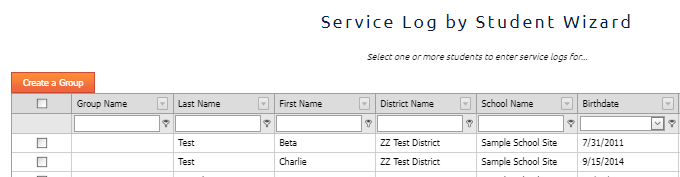 Service Log by Student Wizard
Select one or more students to enter service logs for...
Create a Group
Group Name Last Name First Name District Name School Name Birthdate
Test Beta ZZ Test District Sample School Site 7/31/2011
Test Charlie ZZ Test District Sample School Site 9/15/2014